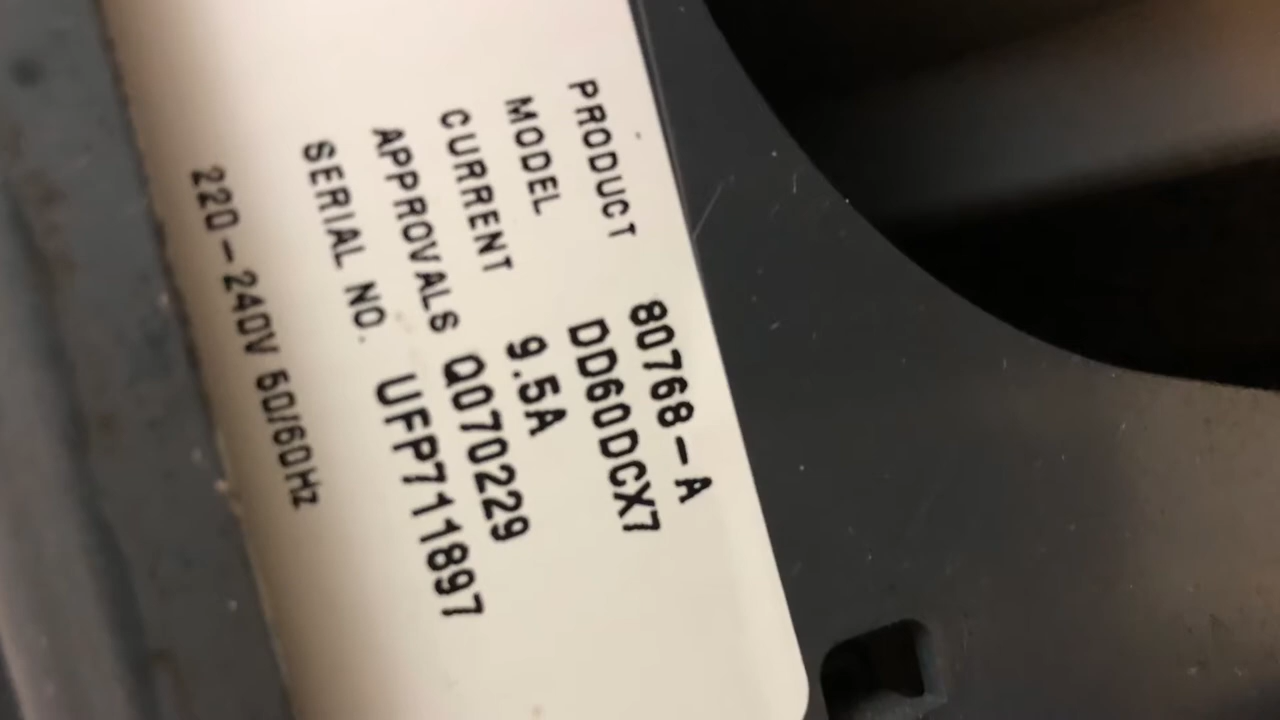 PRODUCT 80768-A
MODEL DD60DCX7
CURRENT 9.5A
APPROVALS Q070229
SERIAL NO. UFP711897
220-240V 50/60Hz